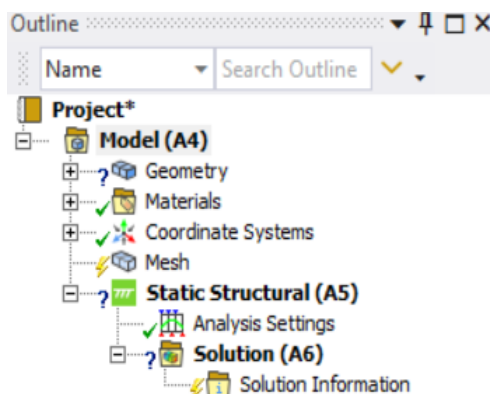 Outline
Name Search Outline
Project*
Model (A4)
Geometry
Materials
Coordinate Systems
Mesh
Static Structural (A5)
Analysis Settings
Solution (A6)
Solution Information